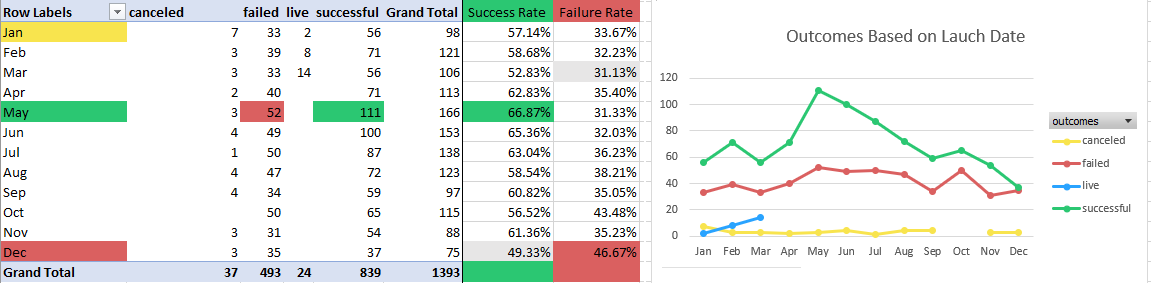 Row Labels canceled failed live successful Grand Total Success Rate Failure Rate
Jan 7 33 2 56 98 57.14% 33.67%
Feb 3 39 8 71 121 58.68% 32.23%
Mar 3 33 14 56 106 52.83% 31.13%
Apr 2 40 71 113 62.83% 35.40%
May 3 52 111 166 66.87% 31.33%
Jun 4 49 100 153 65.36% 32.03%
Jul 1 50 87 138 63.04% 36.23%
Aug 4 47 72 123 58.54% 38.21%
Sep 4 34 59 97 60.82% 35.05%
Oct 50 65 115 56.52% 43.48%
Nov 3 31 54 88 61.36% 35.23%
Dec 3 35 37 75 49.33% 46.67%
Grand Total 37 493 24 839 1393
Outcomes Based on Lauch Date
120
100
80
60
40
20
0
Jan Feb Mar Apr May Jun Jul Aug Sep Oct Nov Dec
outcomes
canceled
failed
live
successful